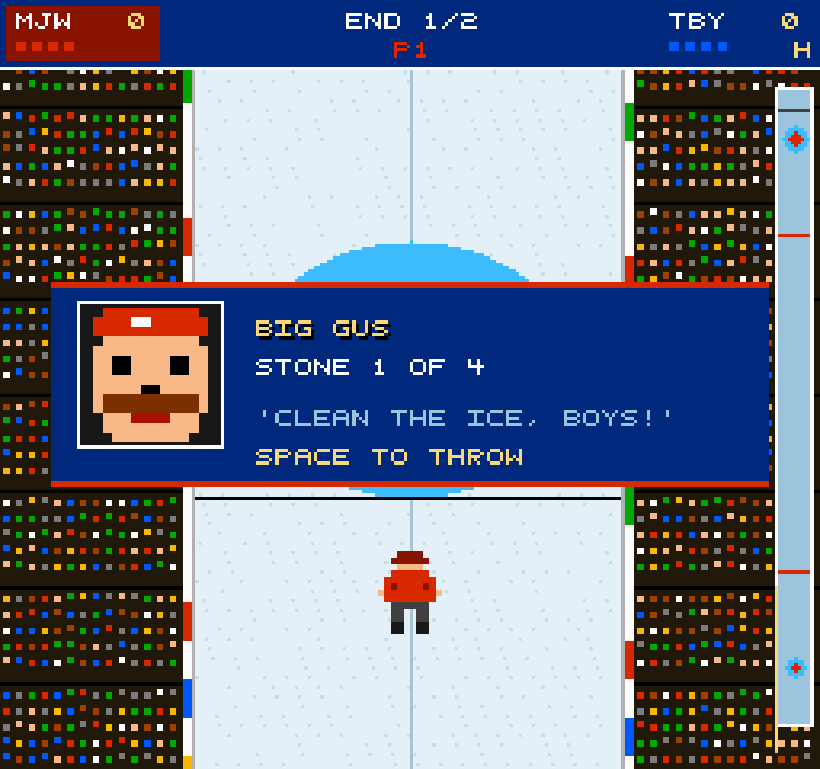 MJW 0 END 1/2 TBY 0
P1 H
BIG GUS
STONE 1 OF 4
'CLEAN THE ICE, BOYS!'
SPACE TO THROW